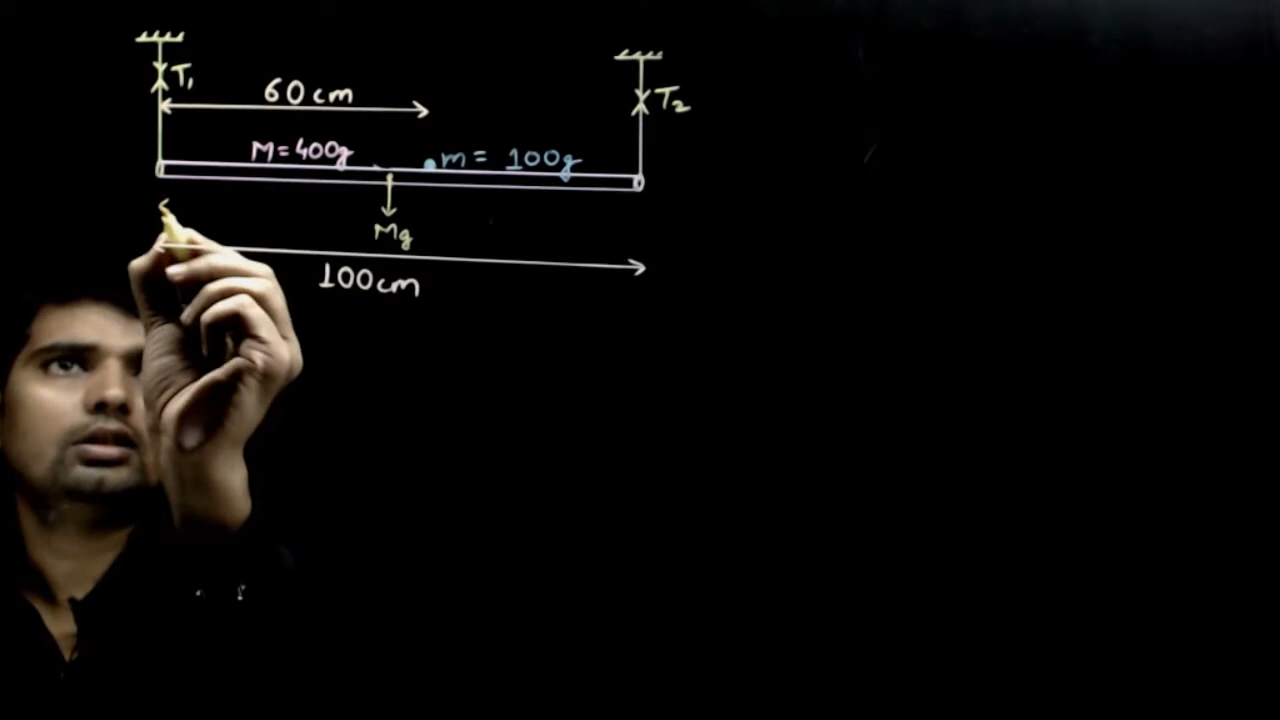 T₁
T₂
60 cm
M = 400g
m = 100g
Mg
100cm